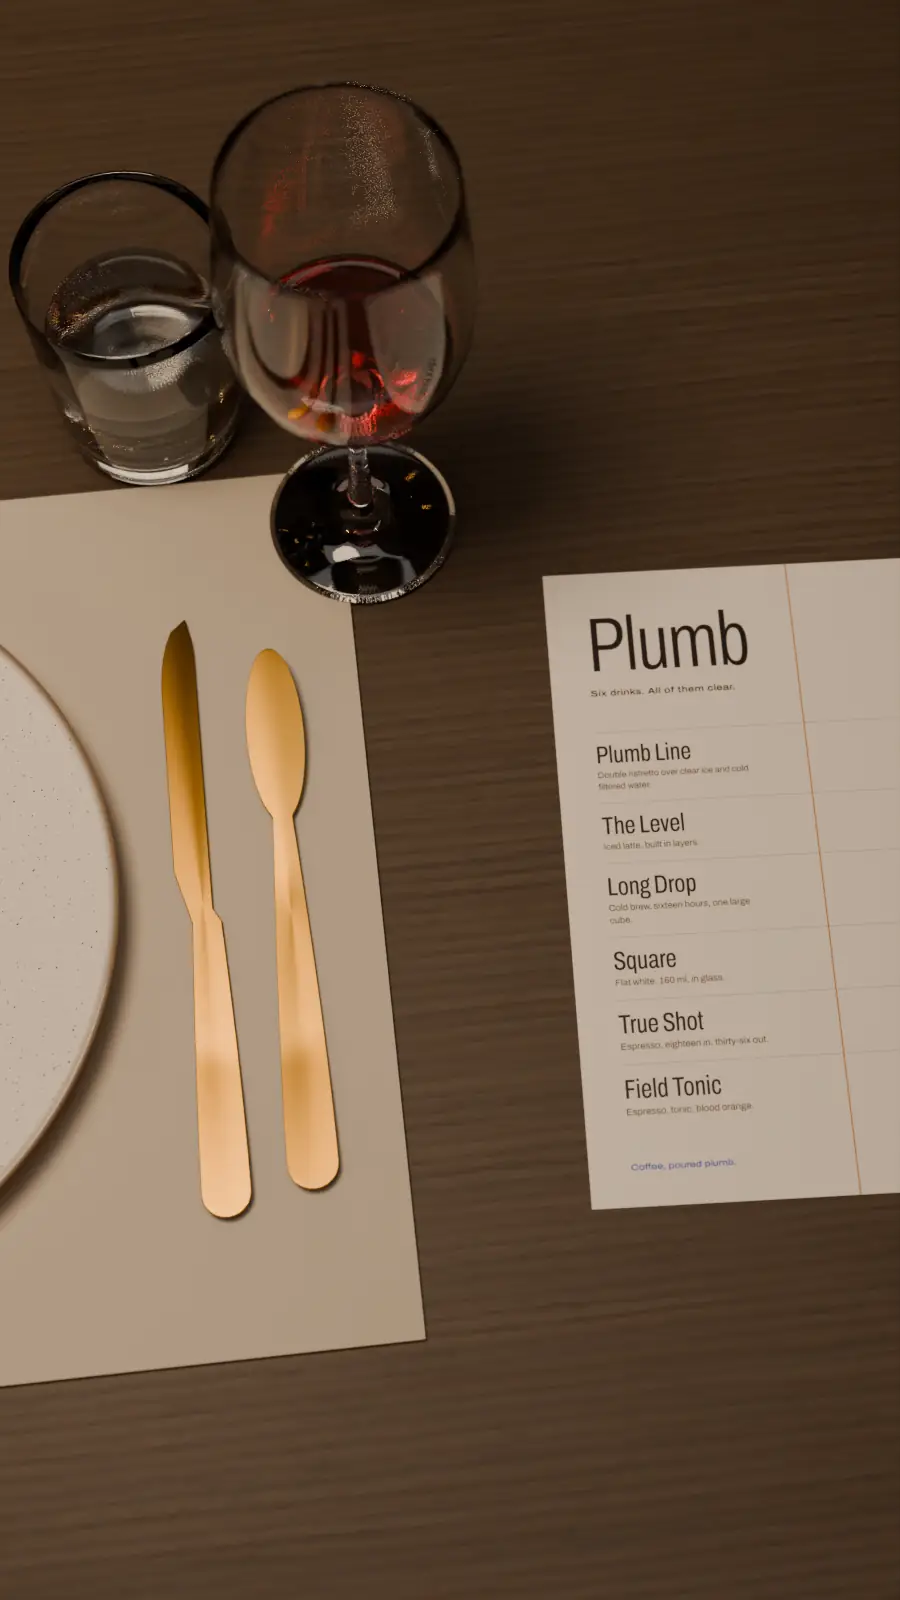 Plumb
Six drinks. All of them clear.
Plumb Line
Double ristretto over clear ice and cold
filtered water.
The Level
Iced latte, built in layers.
Long Drop
Cold brew, sixteen hours, one large
cube.
Square
Flat white, 160 ml, in glass.
True Shot
Espresso, eighteen in, thirty-six out.
Field Tonic
Espresso, tonic, blood orange.
Coffee, poured plumb.